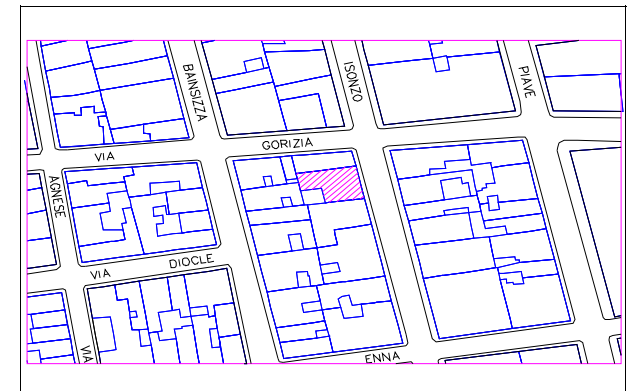 BAINSIZZA
ISONZO
PIAVE
GORIZIA
VIA
AGNESE
DIOCLE
VIA
VIA
ENNA